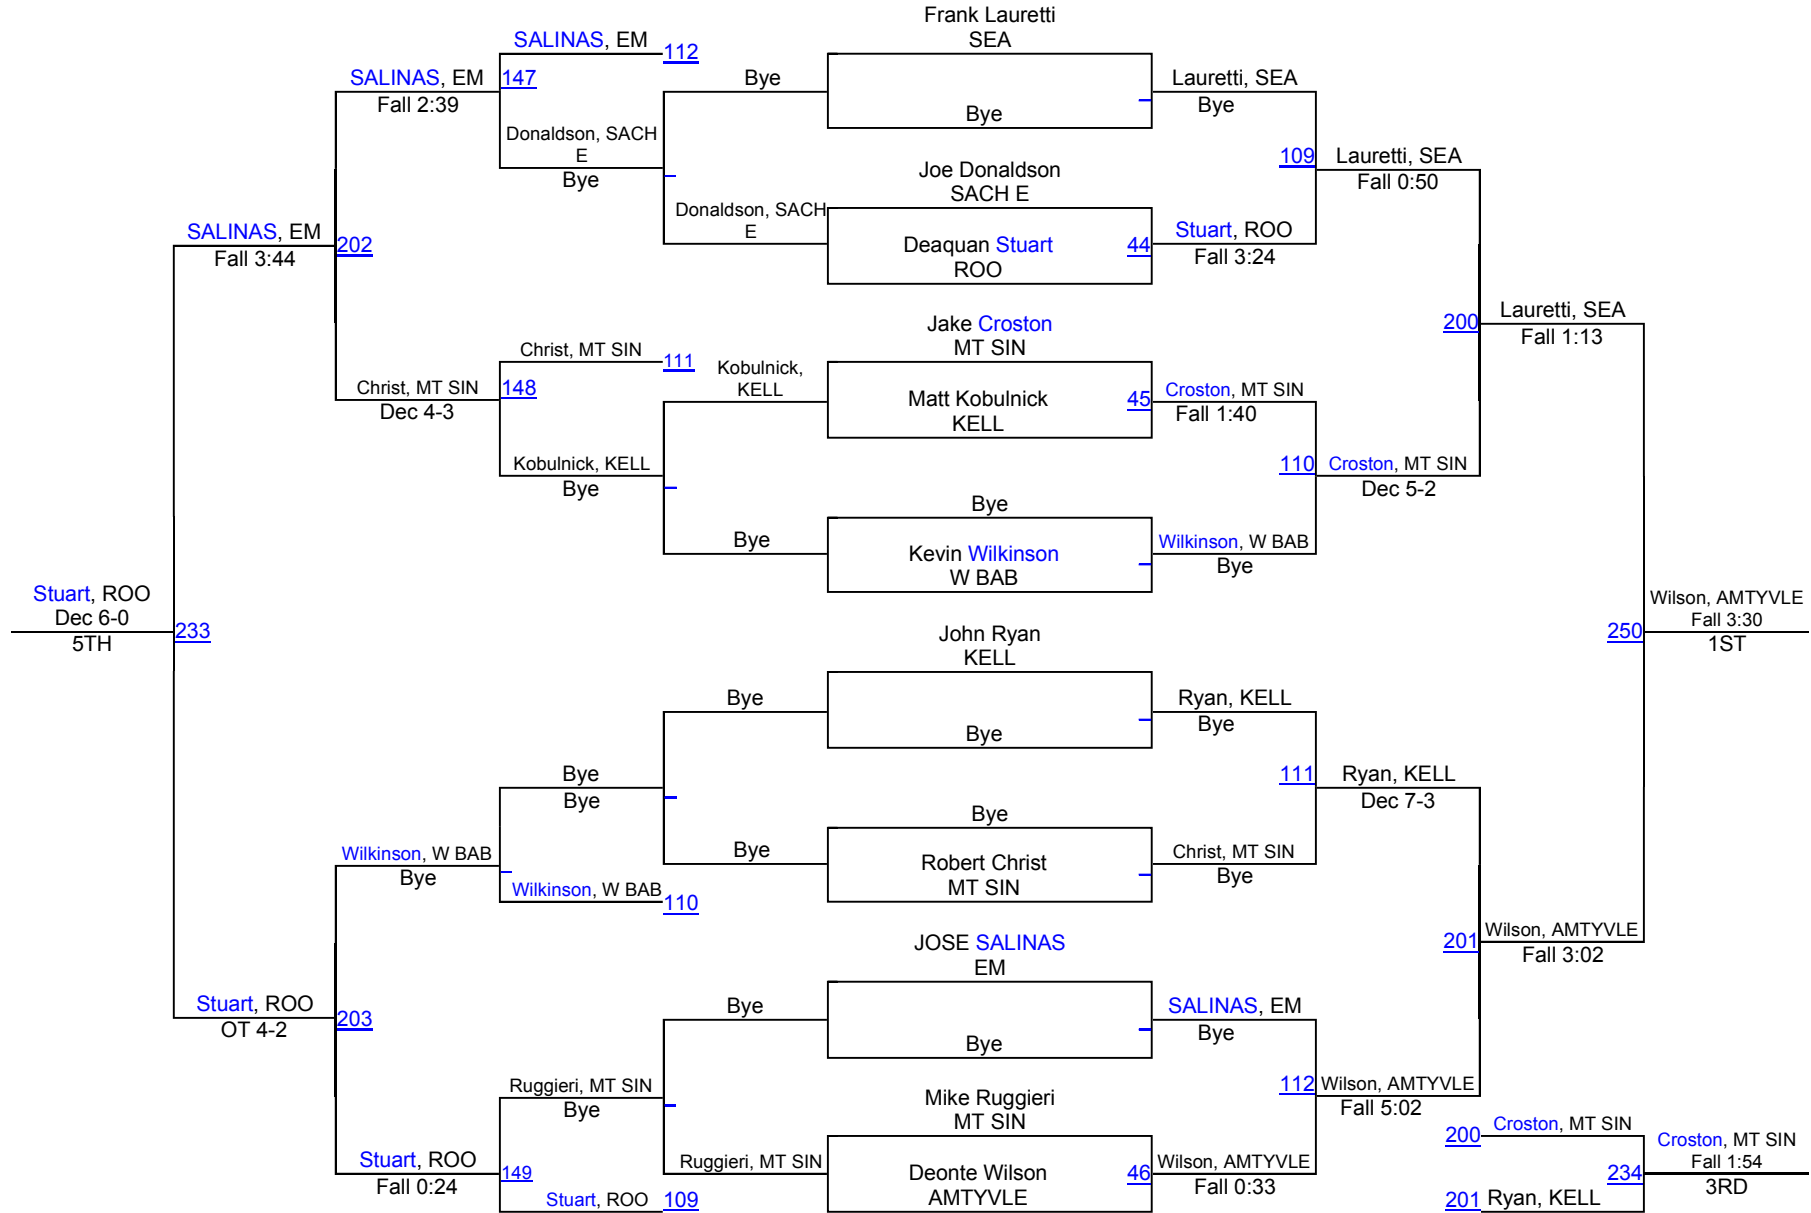 Frank Lauretti
SEA
Bye
Joe Donaldson
SACH E
Deaquan Stuart
ROO
44
Jake Croston
MT SIN
Matt Kobulnick
KELL
45
Bye
Kevin Wilkinson
W BAB
John Ryan
KELL
Bye
Bye
Robert Christ
MT SIN
JOSE SALINAS
EM
Bye
Mike Ruggieri
MT SIN
Deonte Wilson
AMTYVLE
46
Lauretti, SEA
Bye
109
Stuart, ROO
Fall 3:24
Croston, MT SIN
Fall 1:40
110
Wilkinson, W BAB
Bye
Ryan, KELL
Bye
111
Christ, MT SIN
Bye
SALINAS, EM
Bye
112
Wilson, AMTYVLE
Fall 0:33
Lauretti, SEA
Fall 0:50
200
Croston, MT SIN
Dec 5-2
Ryan, KELL
Dec 7-3
201
Wilson, AMTYVLE
Fall 5:02
Lauretti, SEA
Fall 1:13
250
Wilson, AMTYVLE
Fall 3:02
Wilson, AMTYVLE
Fall 3:30
1ST
200
Croston, MT SIN
234
201
Ryan, KELL
Croston, MT SIN
Fall 1:54
3RD
Bye
Donaldson, SACH
E
Kobulnick,
KELL
Bye
Bye
Bye
Bye
Ruggieri, MT SIN
SALINAS, EM
112
147
Donaldson, SACH
E
Bye
Christ, MT SIN
111
148
Kobulnick, KELL
Bye
Bye
Bye
Wilkinson, W BAB
110
Ruggieri, MT SIN
Bye
149
Stuart, ROO
109
SALINAS, EM
Fall 2:39
202
Christ, MT SIN
Dec 4-3
Wilkinson, W BAB
Bye
203
Stuart, ROO
Fall 0:24
SALINAS, EM
Fall 3:44
233
Stuart, ROO
OT 4-2
Stuart, ROO
Dec 6-0
5TH